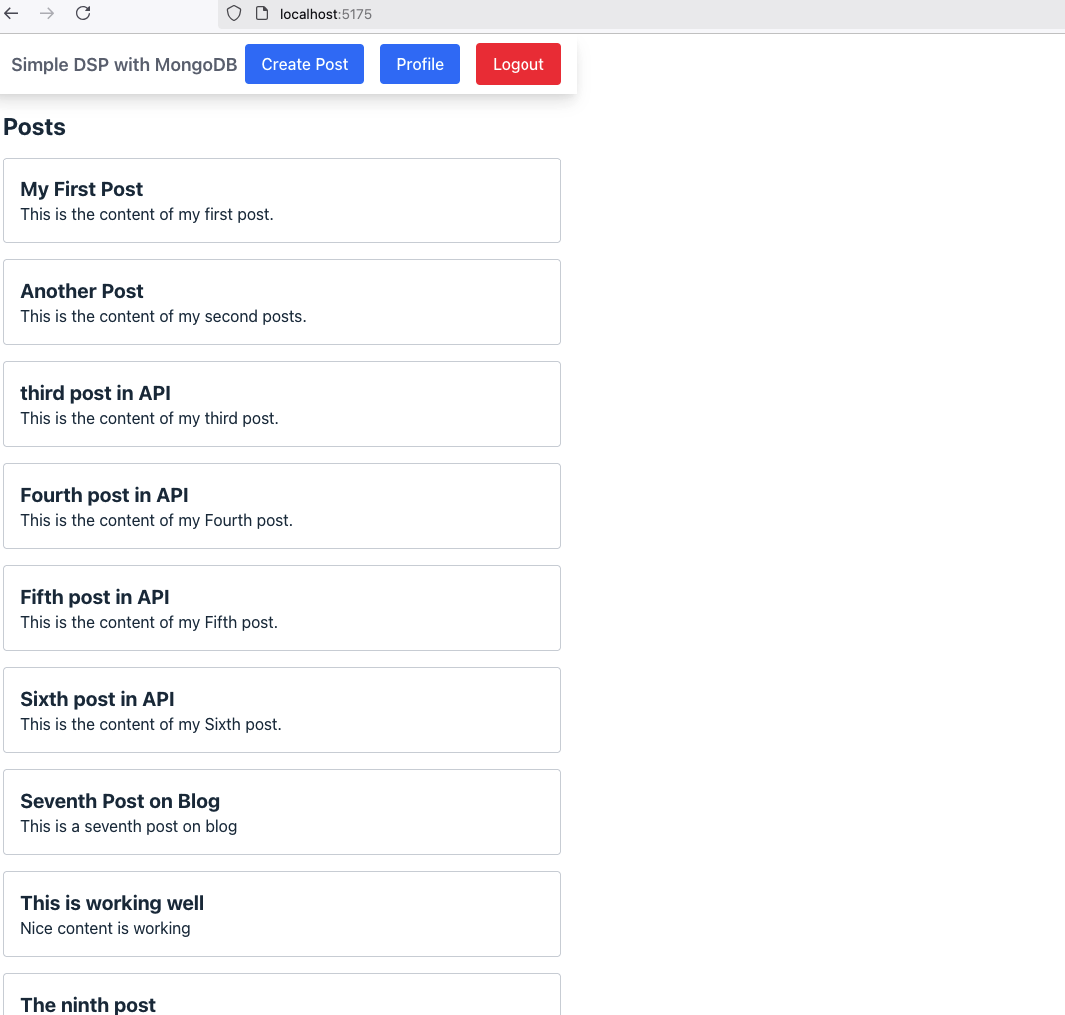 localhost:5175
Simple DSP with MongoDB Create Post Profile Logout
Posts
My First Post
This is the content of my first post.
Another Post
This is the content of my second posts.
third post in API
This is the content of my third post.
Fourth post in API
This is the content of my Fourth post.
Fifth post in API
This is the content of my Fifth post.
Sixth post in API
This is the content of my Sixth post.
Seventh Post on Blog
This is a seventh post on blog
This is working well
Nice content is working
The ninth post